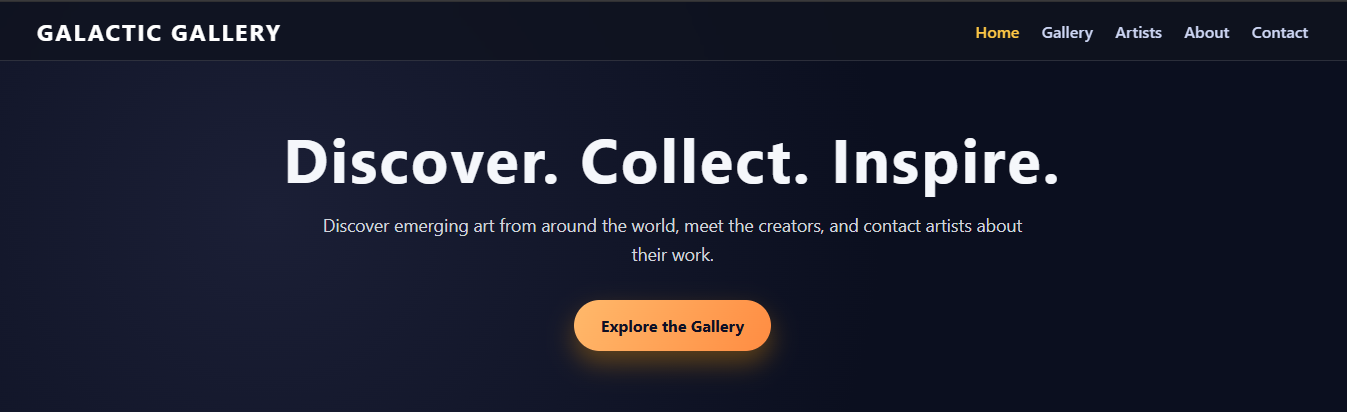 GALACTIC GALLERY
Home Gallery Artists About Contact
Discover. Collect. Inspire.
Discover emerging art from around the world, meet the creators, and contact artists about
their work.
Explore the Gallery